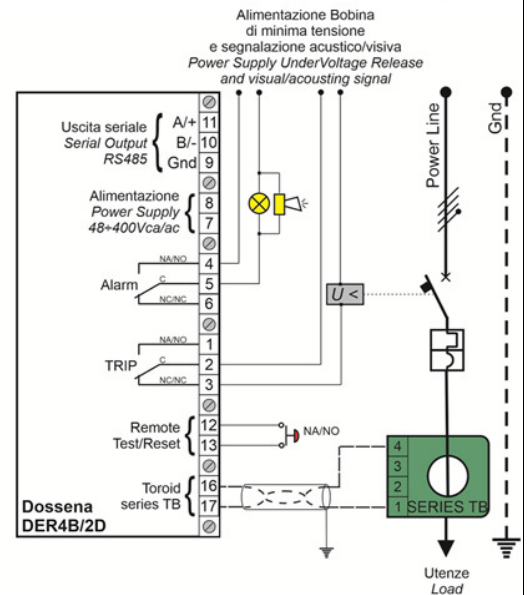 Alimentazione Bobina
di minima tensione
e segnalazione acustico/visiva
Power Supply UnderVoltage Release
and visual/acousting signal
Uscita seriale
Serial Output
RS485
A/+ 11
B/- 10
Gnd 9
Alimentazione
Power Supply
48÷400Vca/ac
8
7
Alarm
NA/NO 4
C 5
NC/NC 6
TRIP
NA/NO 1
C 2
NC/NC 3
Remote
Test/Reset
12
13
NA/NO
Toroid
series TB
16
17
Dossena
DER4B/2D
U <
Power Line
Gnd
4
3
2
1
SERIES TB
Utenze
Load